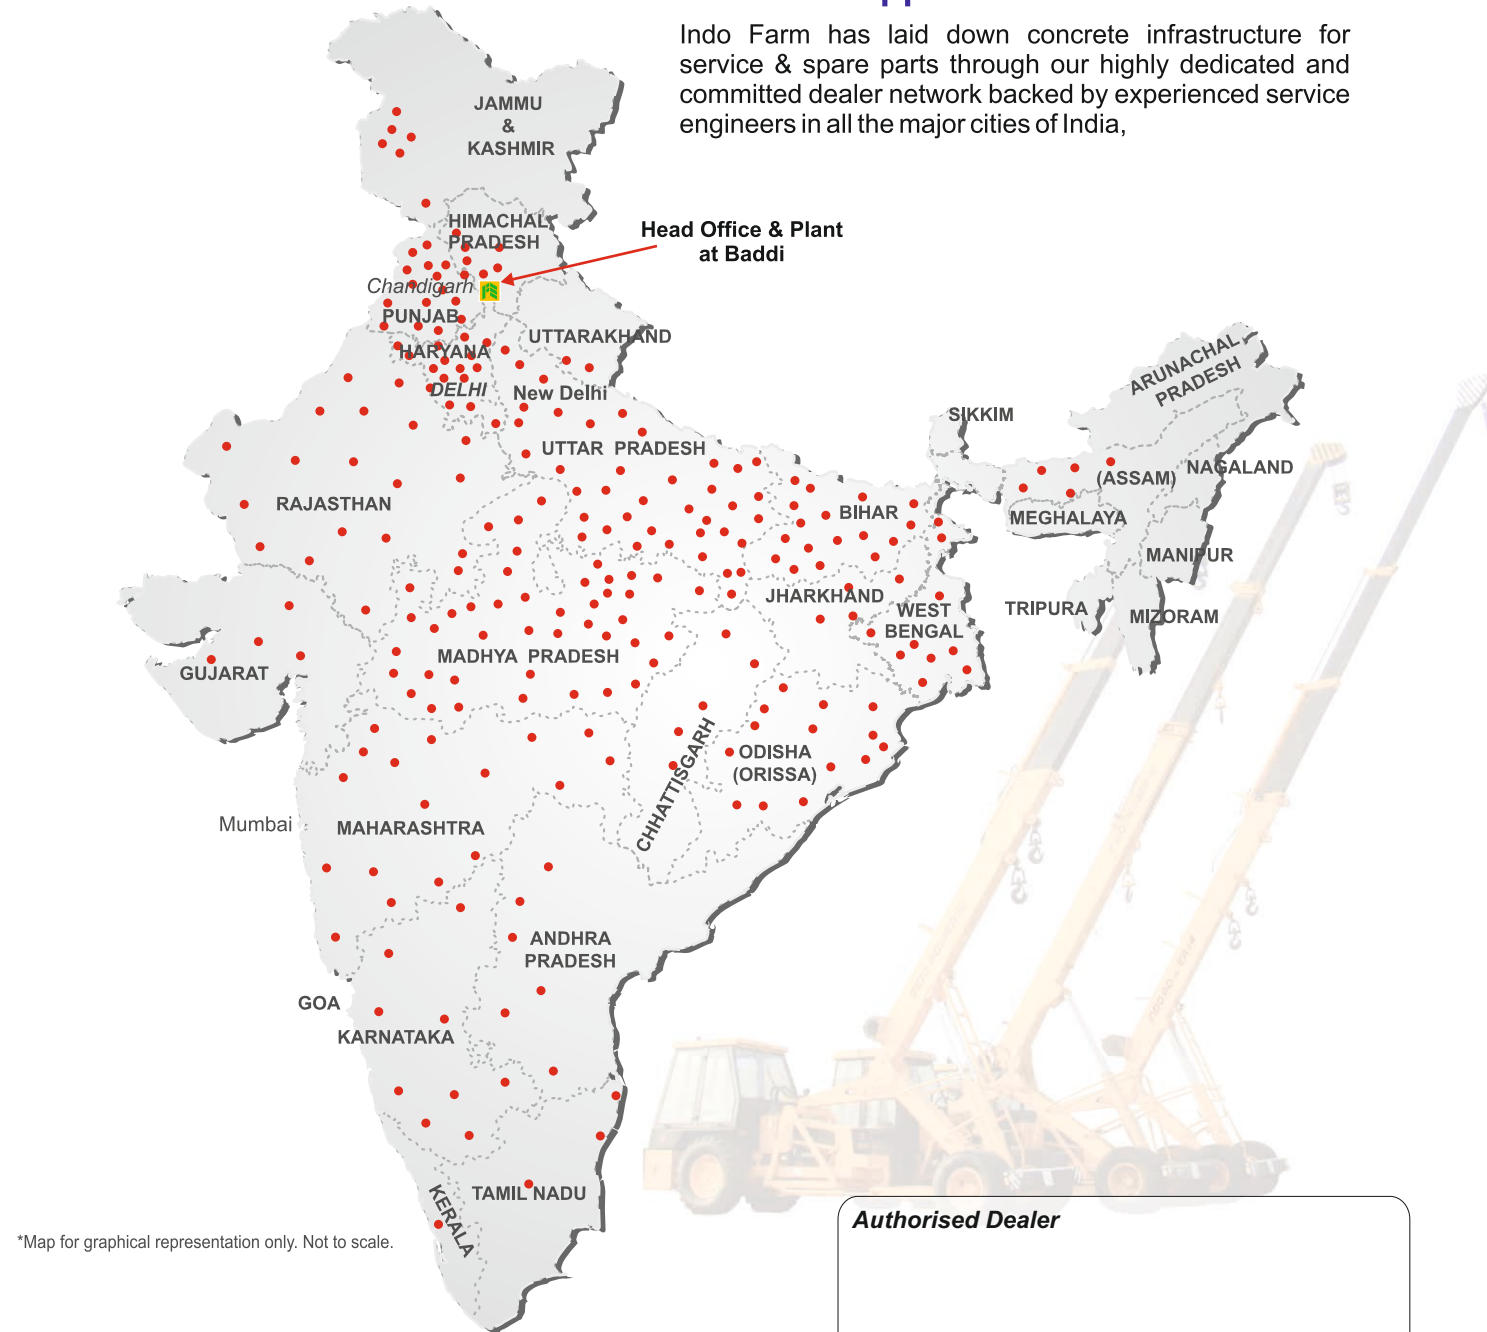 Indo Farm has laid down concrete infrastructure for
service & spare parts through our highly dedicated and
committed dealer network backed by experienced service
engineers in all the major cities of India,
JAMMU
&
KASHMIR
HIMACHAL
PRADESH
Head Office & Plant
at Baddi
Chandigarh
PUNJAB
UTTARAKHAND
HARYANA
DELHI
New Delhi
ARUNACHAL
PRADESH
SIKKIM
UTTAR PRADESH
(ASSAM)
NAGALAND
RAJASTHAN
BIHAR
MEGHALAYA
MANIPUR
JHARKHAND
WEST
BENGAL
TRIPURA
MIZORAM
MADHYA PRADESH
GUJARAT
CHHATTISGARH
ODISHA
(ORISSA)
Mumbai
MAHARASHTRA
ANDHRA
PRADESH
GOA
KARNATAKA
TAMIL NADU
KERALA
Authorised Dealer
*Map for graphical representation only. Not to scale.